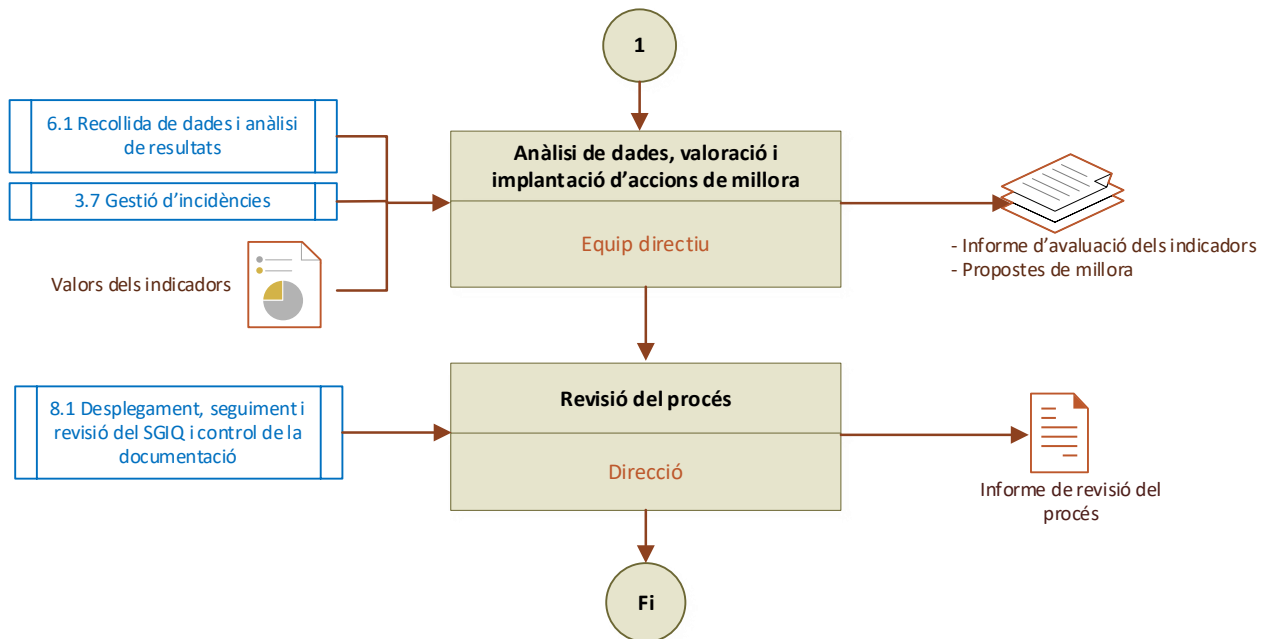 1
6.1 Recollida de dades i anàlisi
de resultats
3.7 Gestió d’incidències
Valors dels indicadors
Anàlisi de dades, valoració i
implantació d’accions de millora
Equip directiu
- Informe d’avaluació dels indicadors
- Propostes de millora
8.1 Desplegament, seguiment i
revisió del SGIQ i control de la
documentació
Revisió del procés
Direcció
Informe de revisió del
procés
Fi